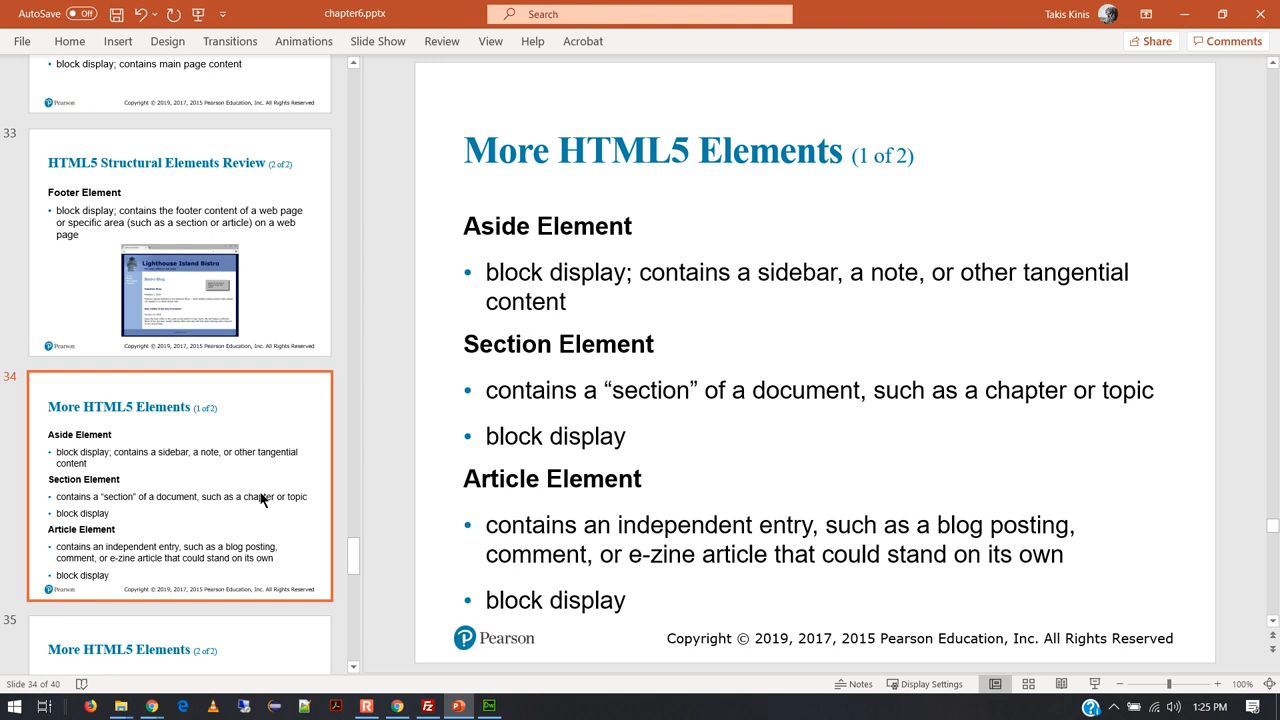 AutoSave Off
chapter6.pptx
Search
Takis Kinis
File
Home
Insert
Design
Transitions
Animations
Slide Show
Review
View
Help
Acrobat
Share
Comments
• block display; contains main page content
Pearson
Copyright © 2019, 2017, 2015 Pearson Education, Inc. All Rights Reserved
33
HTML5 Structural Elements Review (2 of 2)
Footer Element
• block display; contains the footer content of a web page
or specific area (such as a section or article) on a web
page
Lighthouse Island Bistro
Pearson
Copyright © 2019, 2017, 2015 Pearson Education, Inc. All Rights Reserved
34
More HTML5 Elements (1 of 2)
Aside Element
• block display; contains a sidebar, a note, or other tangential
content
Section Element
• contains a “section” of a document, such as a chapter or topic
• block display
Article Element
• contains an independent entry, such as a blog posting,
comment, or e-zine article that could stand on its own
• block display
Pearson
Copyright © 2019, 2017, 2015 Pearson Education, Inc. All Rights Reserved
35
More HTML5 Elements (2 of 2)
More HTML5 Elements (1 of 2)
Aside Element
• block display; contains a sidebar, a note, or other tangential
content
Section Element
• contains a “section” of a document, such as a chapter or topic
• block display
Article Element
• contains an independent entry, such as a blog posting,
comment, or e-zine article that could stand on its own
• block display
Pearson
Copyright © 2019, 2017, 2015 Pearson Education, Inc. All Rights Reserved
Slide 34 of 40
Notes
Display Settings
100%
1:25 PM